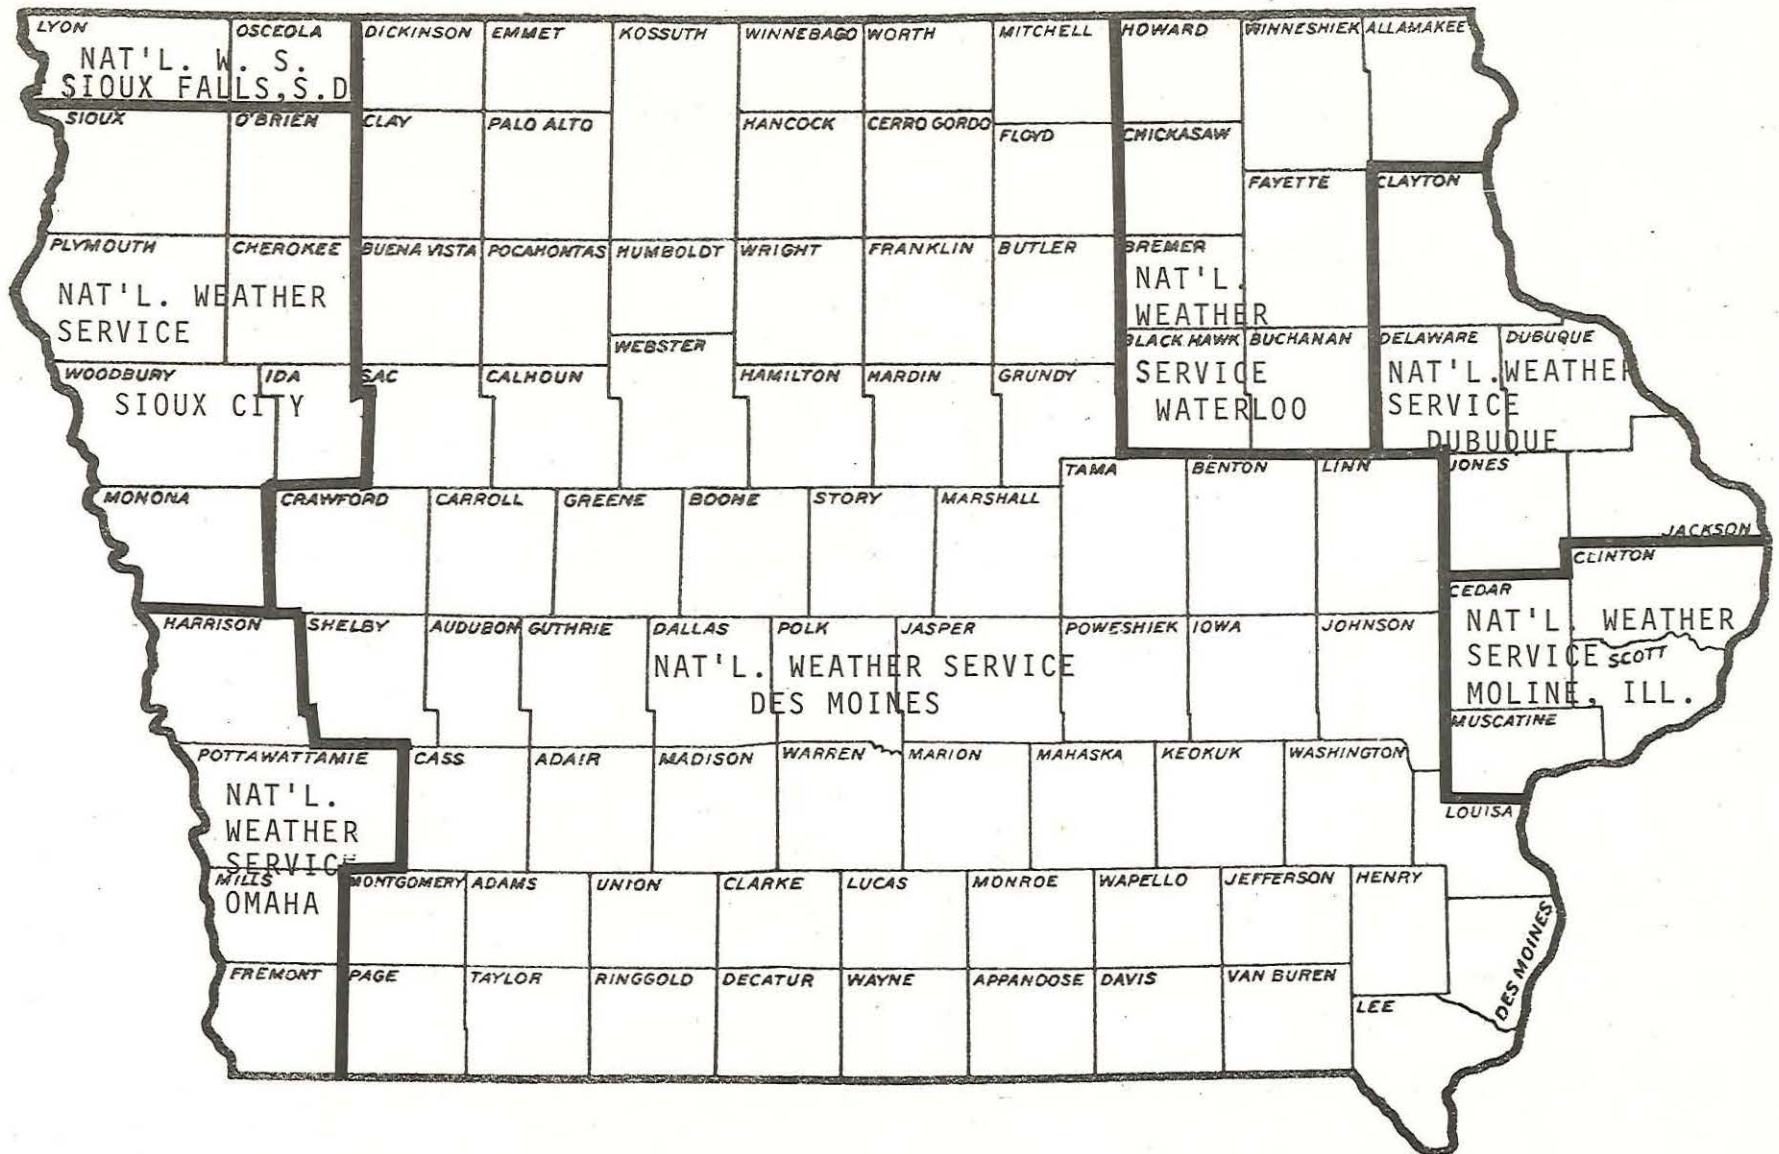 LYON OSCEOLA DICKINSON EMMET KOSSUTH WINNEBAGO WORTH MITCHELL HOWARD WINNESHIEK ALLAMAKEE
NAT'L. W. S.
SIOUX FALLS, S.D
SIOUX O'BRIEN CLAY PALO ALTO HANCOCK CERRO GORDO FLOYD CHICKASAW
FAYETTE CLAYTON
PLYMOUTH CHEROKEE BUENA VISTA POCAHONTAS HUMBOLDT WRIGHT FRANKLIN BUTLER BREMER
NAT'L. WEATHER
SERVICE
NAT'L.
WEATHER
WEBSTER BLACK HAWK BUCHANAN DELAWARE DUBUQUE
WOODBURY IDA SAC CALHOUN HAMILTON HARDIN GRUNDY
SIOUX CITY
SERVICE
WATERLOO
NAT'L. WEATHER
SERVICE
DUBUQUE
TAMA BENTON LINN JONES
MONONA CRAWFORD CARROLL GREENE BOONE STORY MARSHALL
JACKSON
CLINTON
CEDAR
HARRISON SHELBY AUDUBON GUTHRIE DALLAS POLK JASPER POWESHIEK IOWA JOHNSON
NAT'L. WEATHER SERVICE
DES MOINES
NAT'L. WEATHER
SERVICE SCOTT
MOLINE, ILL.
MUSCATINE
POTTAWATTAMIE CASS ADAIR MADISON WARREN MARION MAHASKA KEOKUK WASHINGTON
NAT'L.
WEATHER
SERVICE
LOUISA
MILLS MONTGOMERY ADAMS UNION CLARKE LUCAS MONROE WAPELLO JEFFERSON HENRY
OMAHA
DES MOINES
FREMONT PAGE TAYLOR RINGGOLD DECATUR WAYNE APPANOOSE DAVIS VAN BUREN
LEE